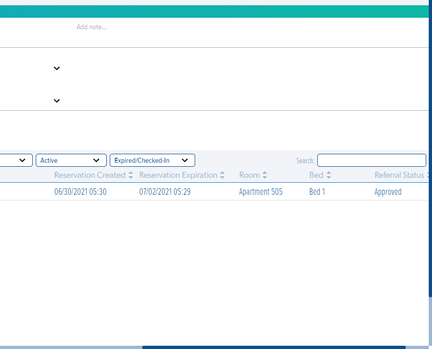 Add note...
Active Expired/Checked-In Search:
Reservation Created Reservation Expiration Room Bed Referral Status
06/30/2021 05:30 07/02/2021 05:29 Apartment 505 Bed 1 Approved